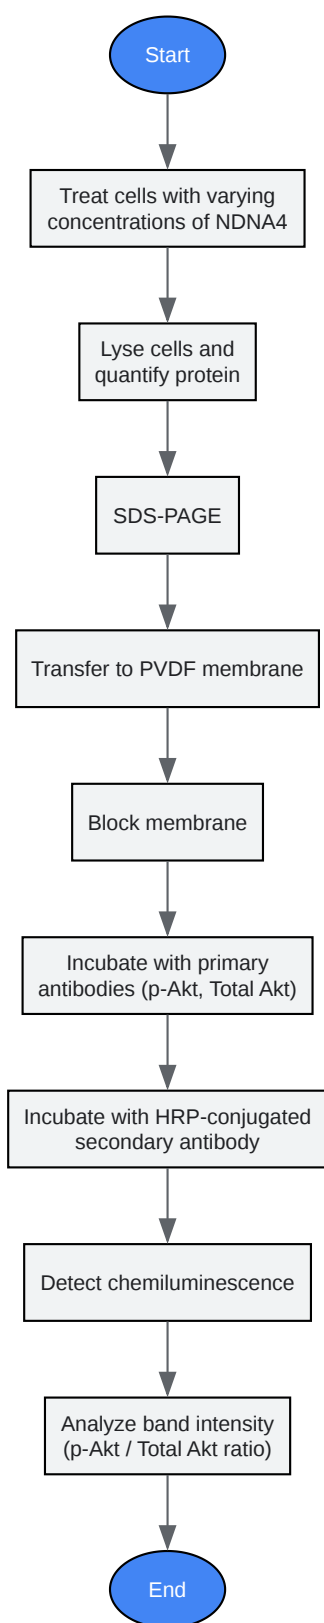 Start
Treat cells with varying
concentrations of NDNA4
Lyse cells and
quantify protein
SDS-PAGE
Transfer to PVDF membrane
Block membrane
Incubate with primary
antibodies (p-Akt, Total Akt)
Incubate with HRP-conjugated
secondary antibody
Detect chemiluminescence
Analyze band intensity
(p-Akt / Total Akt ratio)
End